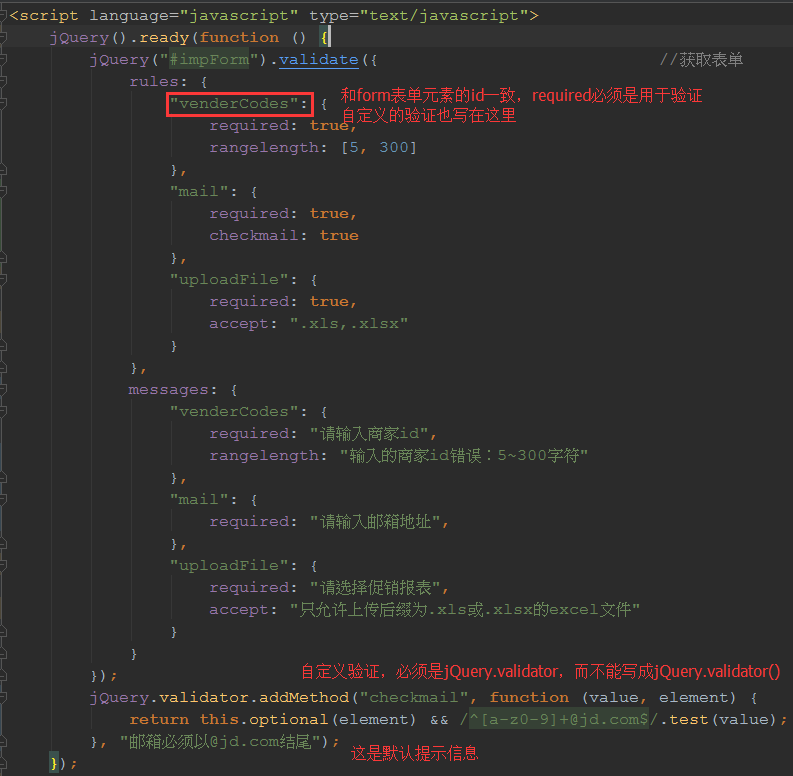 <script language="javascript" type="text/javascript">
jQuery().ready(function () {
jQuery("#impForm").validate({ //获取表单
rules: {
"venderCodes": { 和form表单元素的id一致，required必须是用于验证
自定义的验证也写在这里
required: true,
rangelength: [5, 300]
},
"mail": {
required: true,
checkmail: true
},
"uploadFile": {
required: true,
accept: ".xls,.xlsx"
}
},
messages: {
"venderCodes": {
required: "请输入商家id",
rangelength: "输入的商家id错误：5~300字符"
},
"mail": {
required: "请输入邮箱地址",
},
"uploadFile": {
required: "请选择促销报表",
accept: "只允许上传后缀为.xls或.xlsx的excel文件"
}
}
}); 自定义验证，必须是jQuery.validator，而不能写成jQuery.validator()
jQuery.validator.addMethod("checkmail", function (value, element) {
return this.optional(element) && /^[a-z0-9]+@jd.com$/.test(value);
}, "邮箱必须以@jd.com结尾"); 这是默认提示信息
});